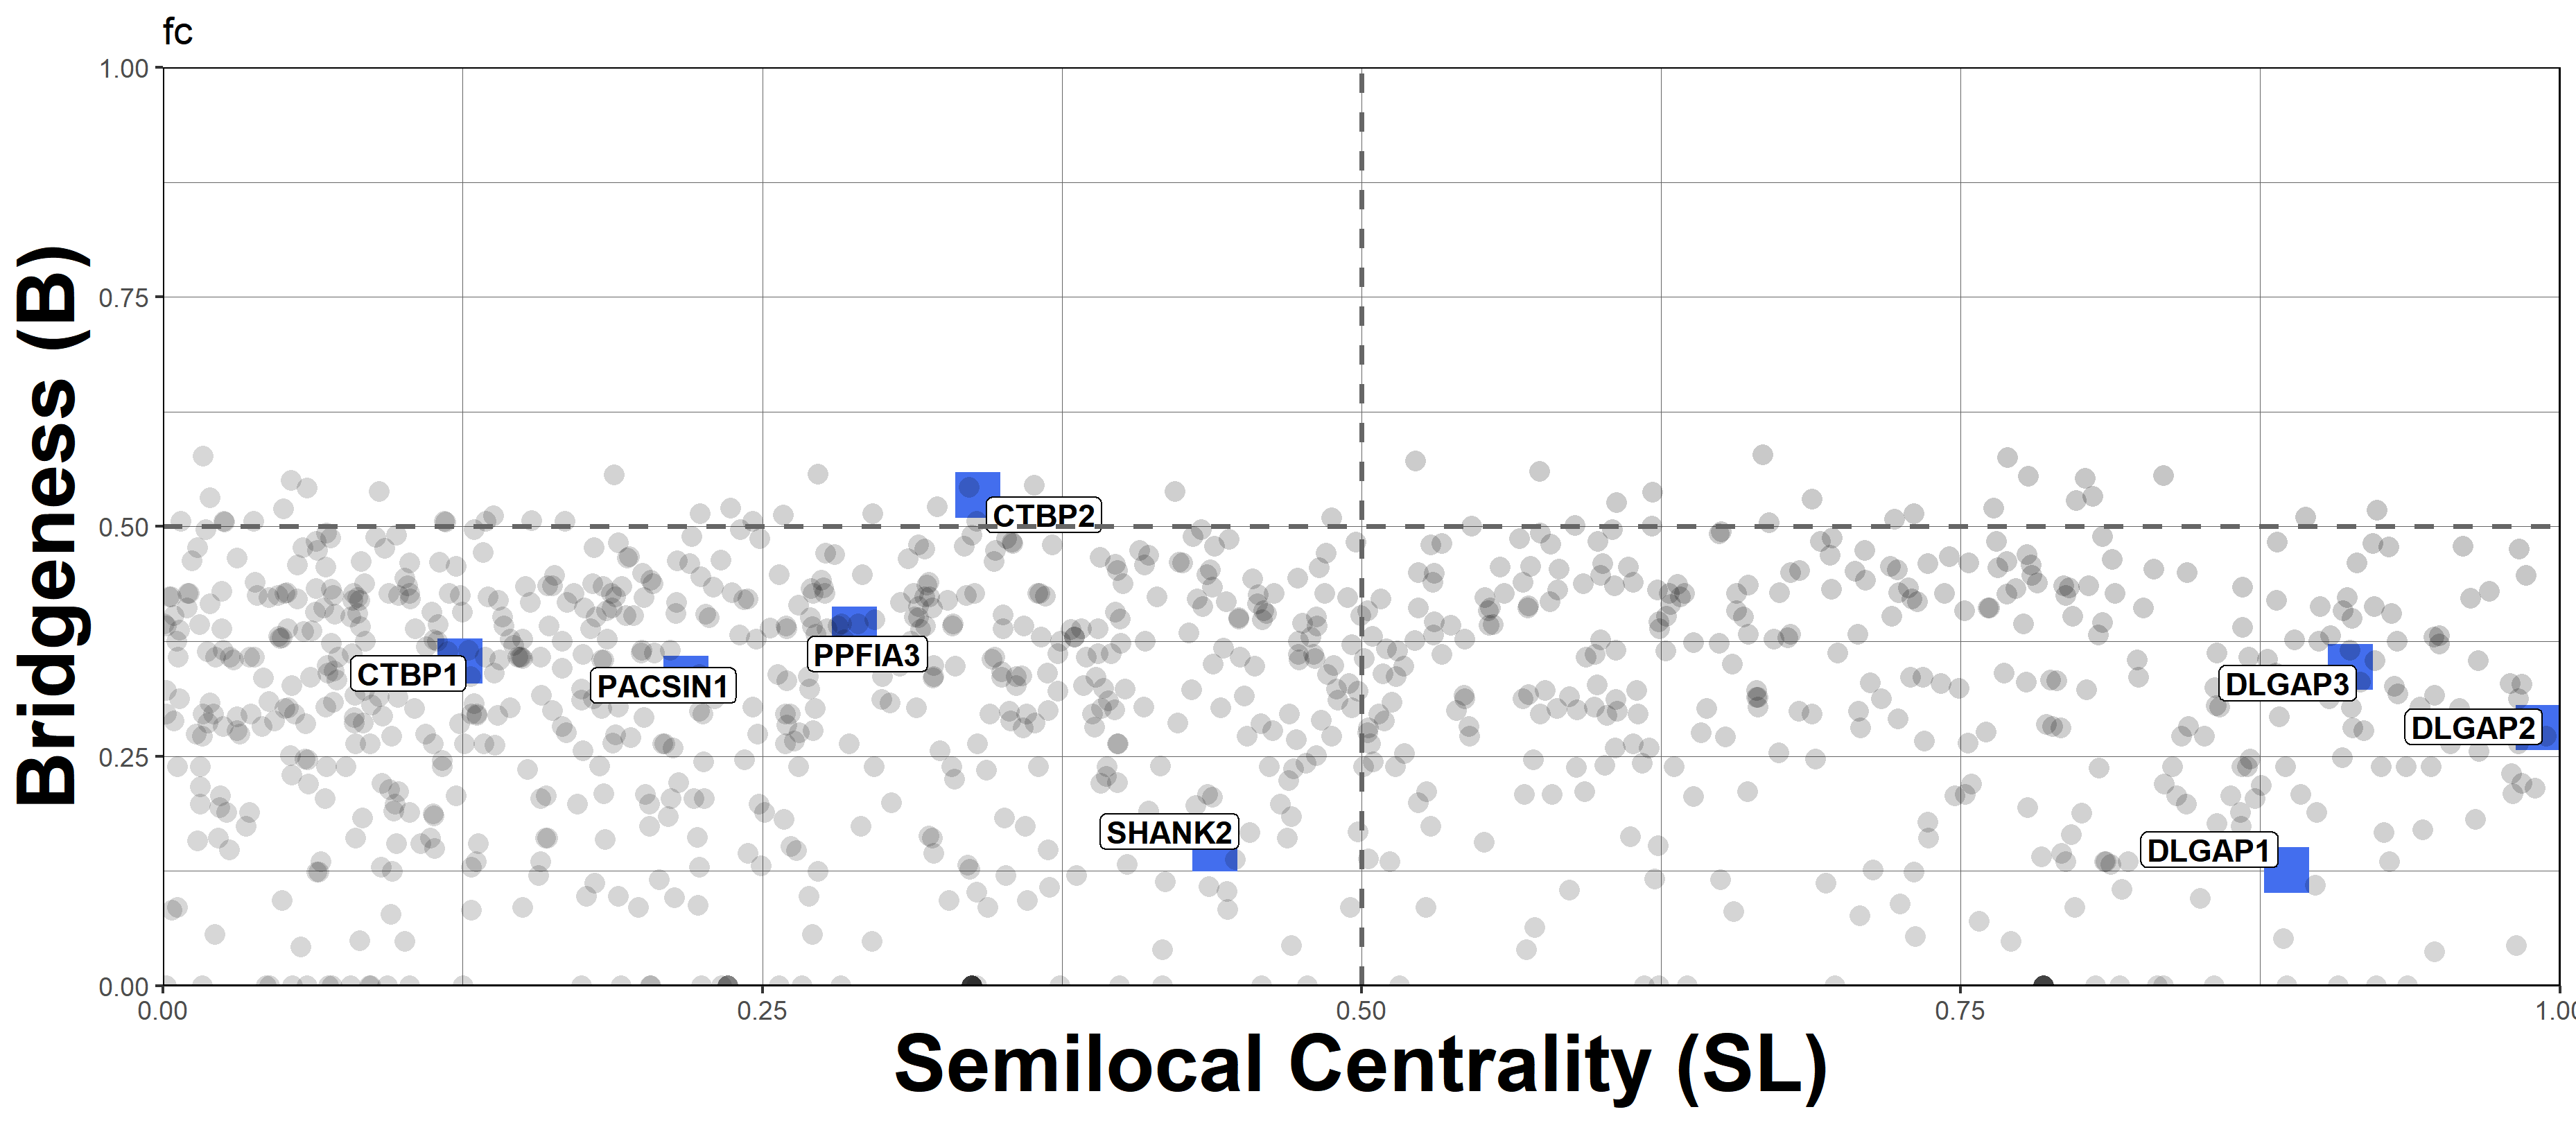 fc
1.00
0.75
0.50
0.25
0.00
Bridgeness (B)
CTBP2
PPFIA3
CTBP1
PACSIN1
DLGAP3
DLGAP2
SHANK2
DLGAP1
0.00
0.25
0.50
0.75
1.00
Semilocal Centrality (SL)